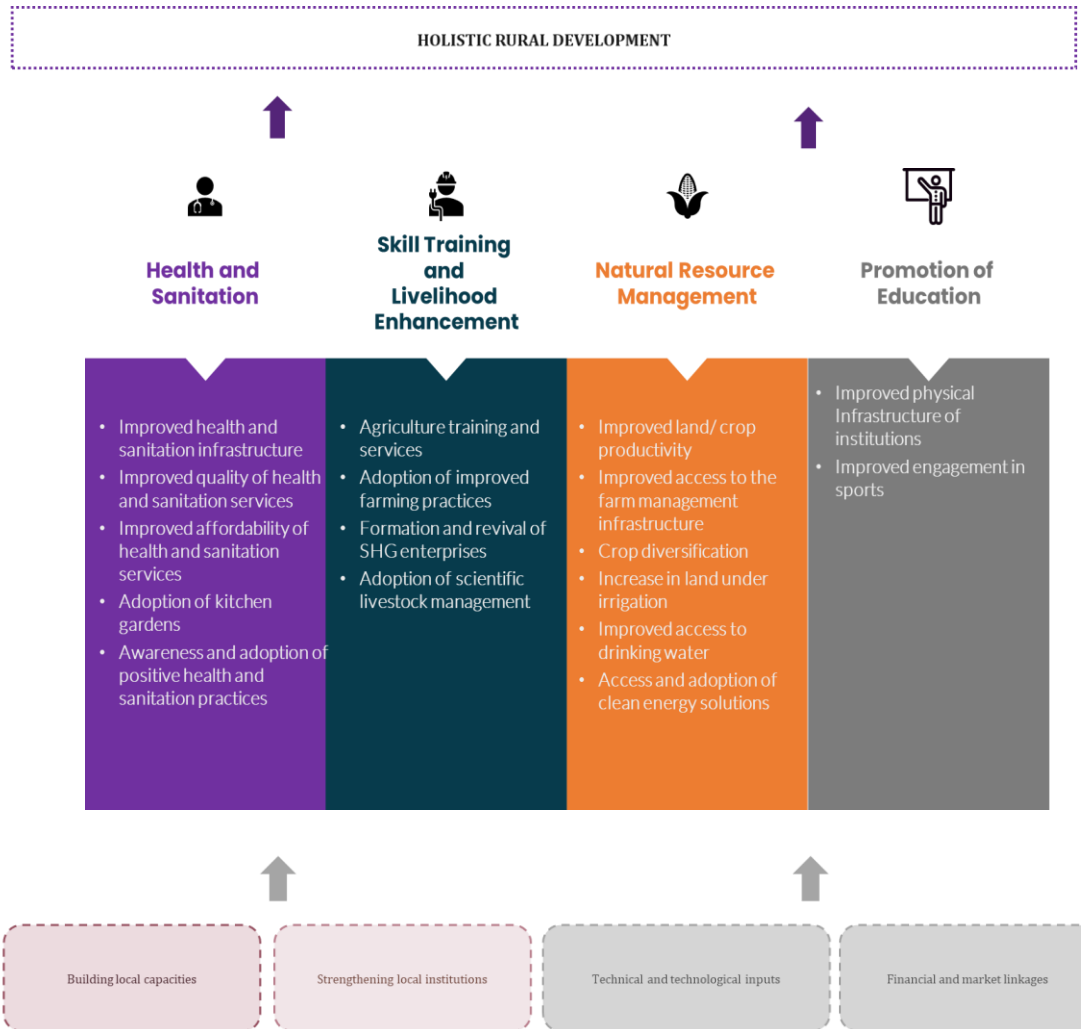 HOLISTIC RURAL DEVELOPMENT
Health and
Sanitation
Skill Training
and
Livelihood
Enhancement
Natural Resource
Management
Promotion of
Education
• Improved health and
sanitation infrastructure
• Improved quality of health
and sanitation services
• Improved affordability of
health and sanitation
services
• Adoption of kitchen
gardens
• Awareness and adoption of
positive health and
sanitation practices
• Agriculture training and
services
• Adoption of improved
farming practices
• Formation and revival of
SHG enterprises
• Adoption of scientific
livestock management
• Improved land/ crop
productivity
• Improved access to the
farm management
infrastructure
• Crop diversification
• Increase in land under
irrigation
• Improved access to
drinking water
• Access and adoption of
clean energy solutions
• Improved physical
Infrastructure of
institutions
• Improved engagement in
sports
Building local capacities
Strengthening local institutions
Technical and technological inputs
Financial and market linkages